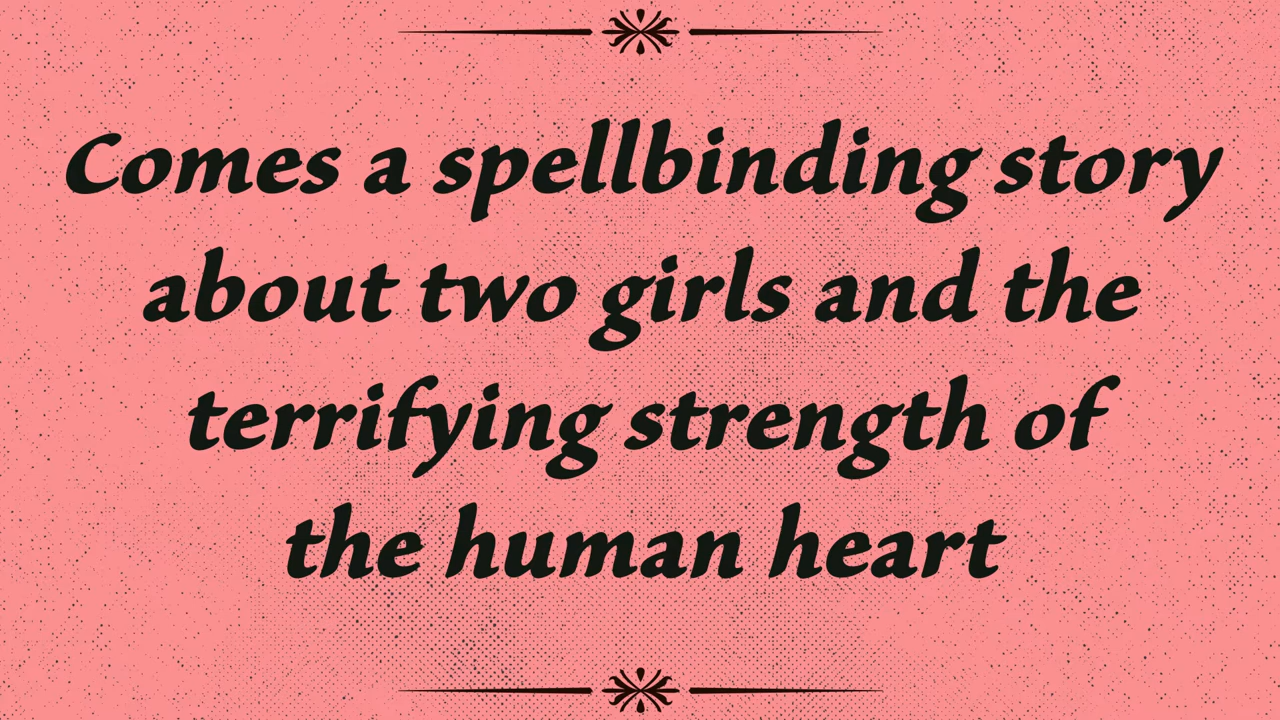 Comes a spellbinding story
about two girls and the
terrifying strength of
the human heart